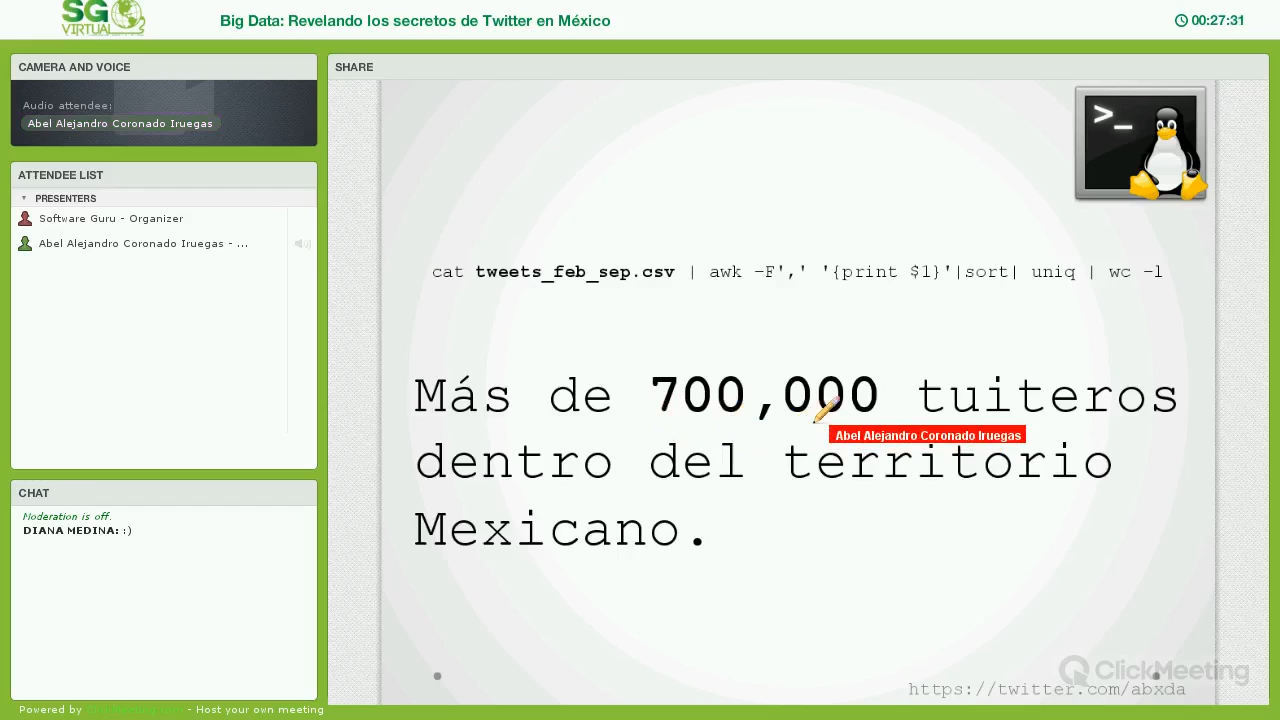 SG
VIRTUAL
Big Data: Revelando los secretos de Twitter en México
00:27:31
CAMERA AND VOICE
Audio attendee:
Abel Alejandro Coronado Iruegas
ATTENDEE LIST
PRESENTERS
Software Guru - Organizer
Abel Alejandro Coronado Iruegas - ...
CHAT
Moderation is off.
DIANA MEDINA: :)
SHARE
>_
cat tweets_feb_sep.csv | awk -F',' '{print $1}'|sort| uniq | wc -l
Más de 700,000 tuiteros
Abel Alejandro Coronado Iruegas
dentro del territorio
Mexicano.
ClickMeeting
https://twitter.com/abxda
Powered by ClickMeeting.com - Host your own meeting